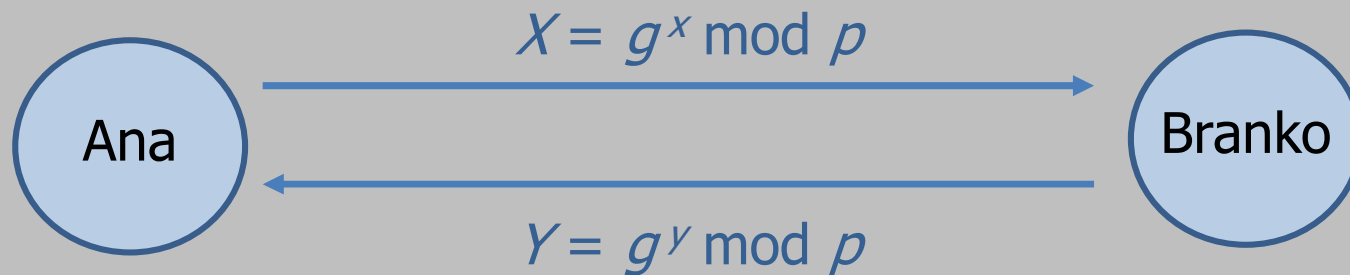 X = g^x mod p
Ana
Branko
Y = g^y mod p